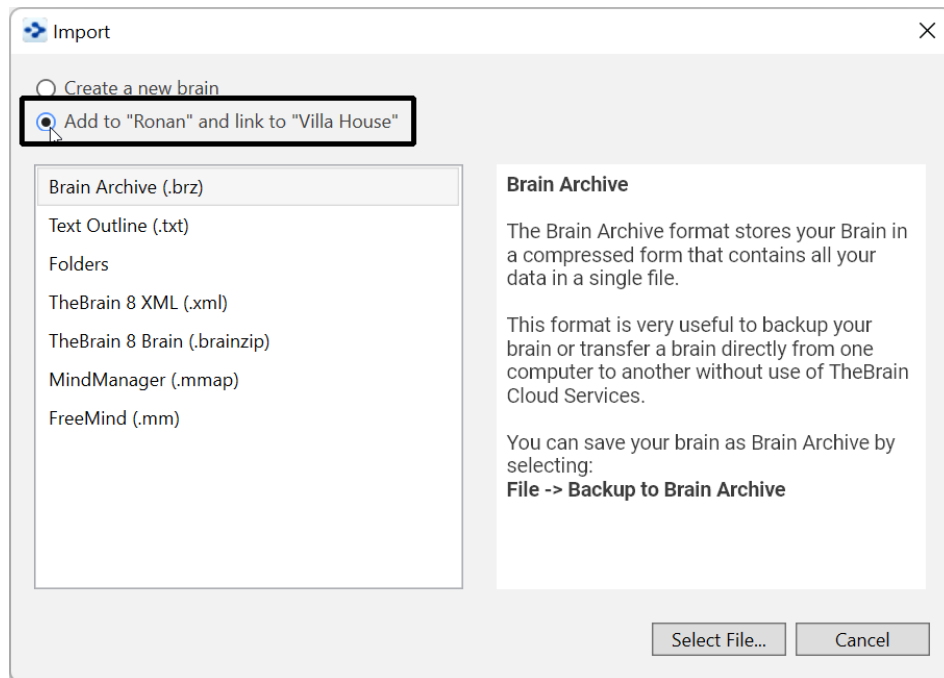 Import
Create a new brain
Add to "Ronan" and link to "Villa House"
Brain Archive (.brz)
Text Outline (.txt)
Folders
TheBrain 8 XML (.xml)
TheBrain 8 Brain (.brainzip)
MindManager (.mmap)
FreeMind (.mm)
Brain Archive
The Brain Archive format stores your Brain in
a compressed form that contains all your
data in a single file.
This format is very useful to backup your
brain or transfer a brain directly from one
computer to another without use of TheBrain
Cloud Services.
You can save your brain as Brain Archive by
selecting:
File -> Backup to Brain Archive
Select File...
Cancel